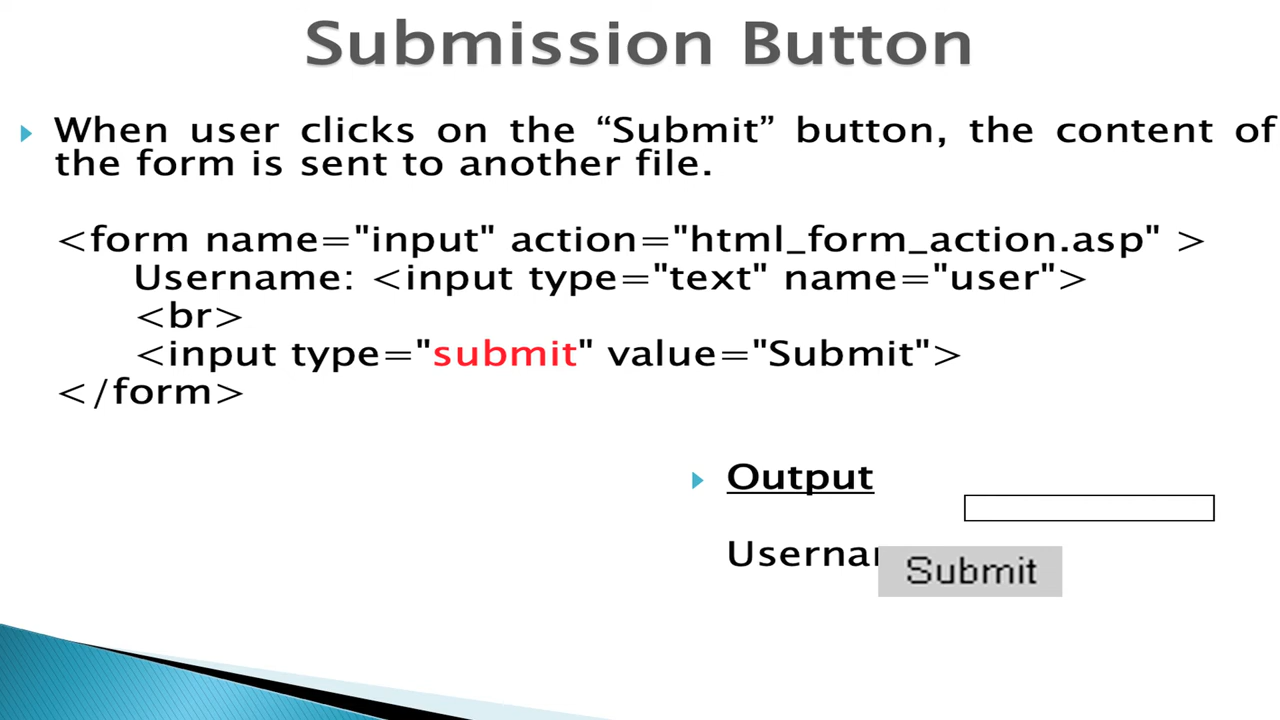 Submission Button
When user clicks on the “Submit” button, the content of
the form is sent to another file.
<form name="input" action="html_form_action.asp" >
Username: <input type="text" name="user">
<br>
<input type="submit" value="Submit">
</form>
Output
Submit